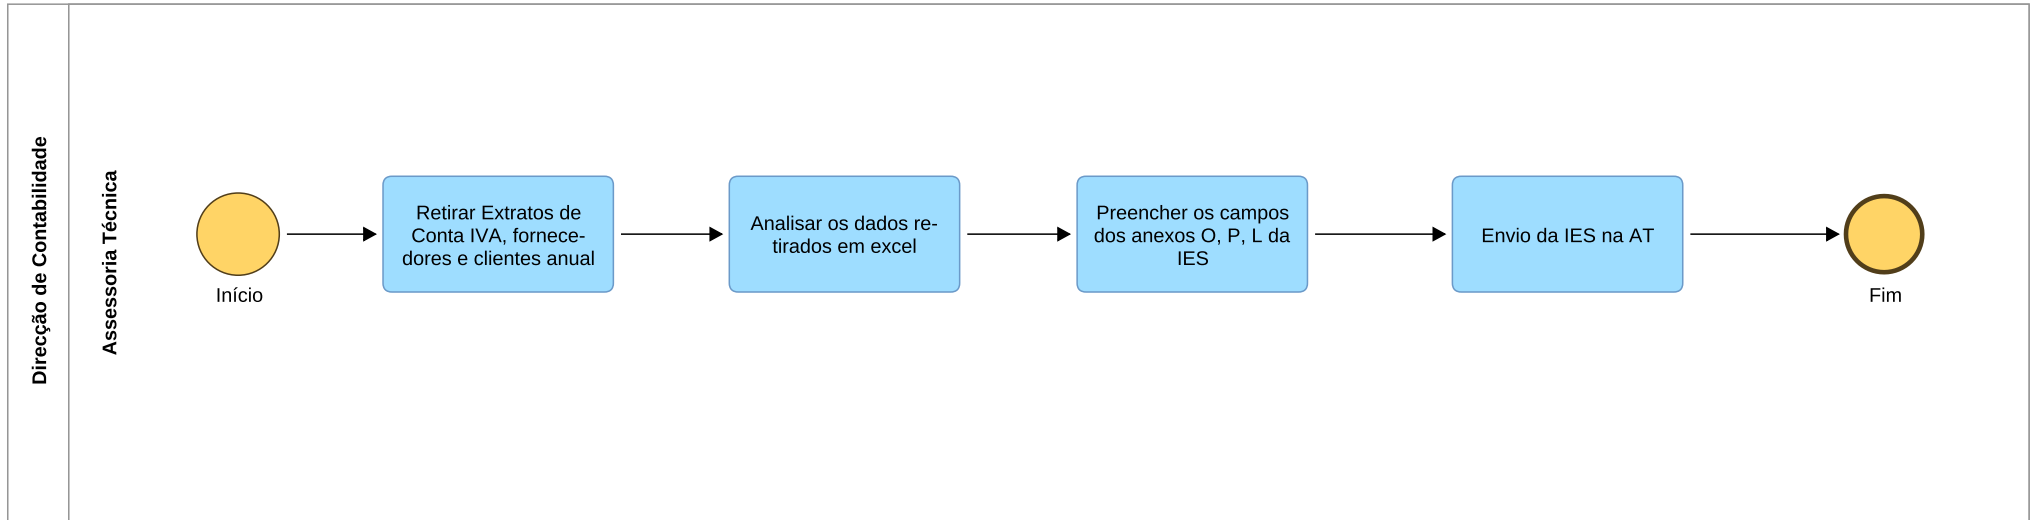 Direcção de Contabilidade
Assessoria Técnica
Início
Retirar Extratos de
Conta IVA, fornece-
dores e clientes anual
Analisar os dados re-
tirados em excel
Preencher os campos
dos anexos O, P, L da
IES
Envio da IES na AT
Fim